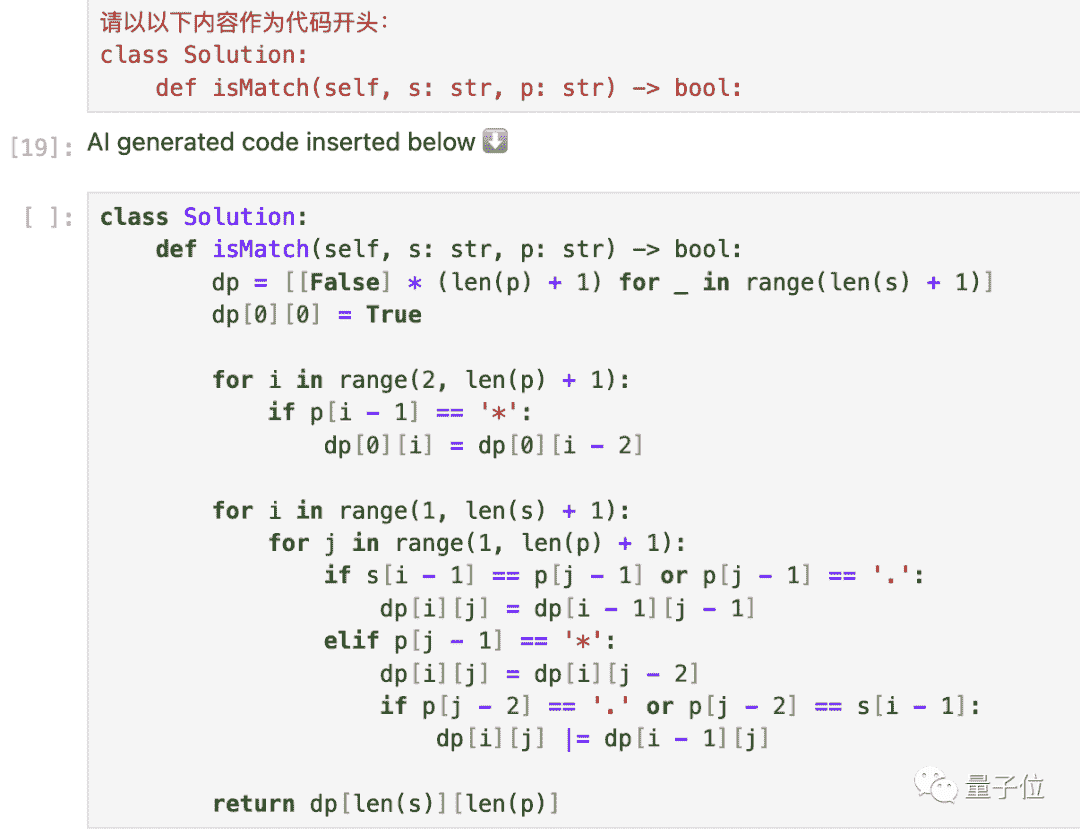 请以以下内容作为代码开头：
class Solution:
    def isMatch(self, s: str, p: str) -> bool:
[19]: AI generated code inserted below ⬇️
[ ]: class Solution:
    def isMatch(self, s: str, p: str) -> bool:
        dp = [[False] * (len(p) + 1) for _ in range(len(s) + 1)]
        dp[0][0] = True
        for i in range(2, len(p) + 1):
            if p[i - 1] == '*':
                dp[0][i] = dp[0][i - 2]
        for i in range(1, len(s) + 1):
            for j in range(1, len(p) + 1):
                if s[i - 1] == p[j - 1] or p[j - 1] == '.':
                    dp[i][j] = dp[i - 1][j - 1]
                elif p[j - 1] == '*':
                    dp[i][j] = dp[i][j - 2]
                    if p[j - 2] == '.' or p[j - 2] == s[i - 1]:
                        dp[i][j] |= dp[i - 1][j]
        return dp[len(s)][len(p)]
量子位